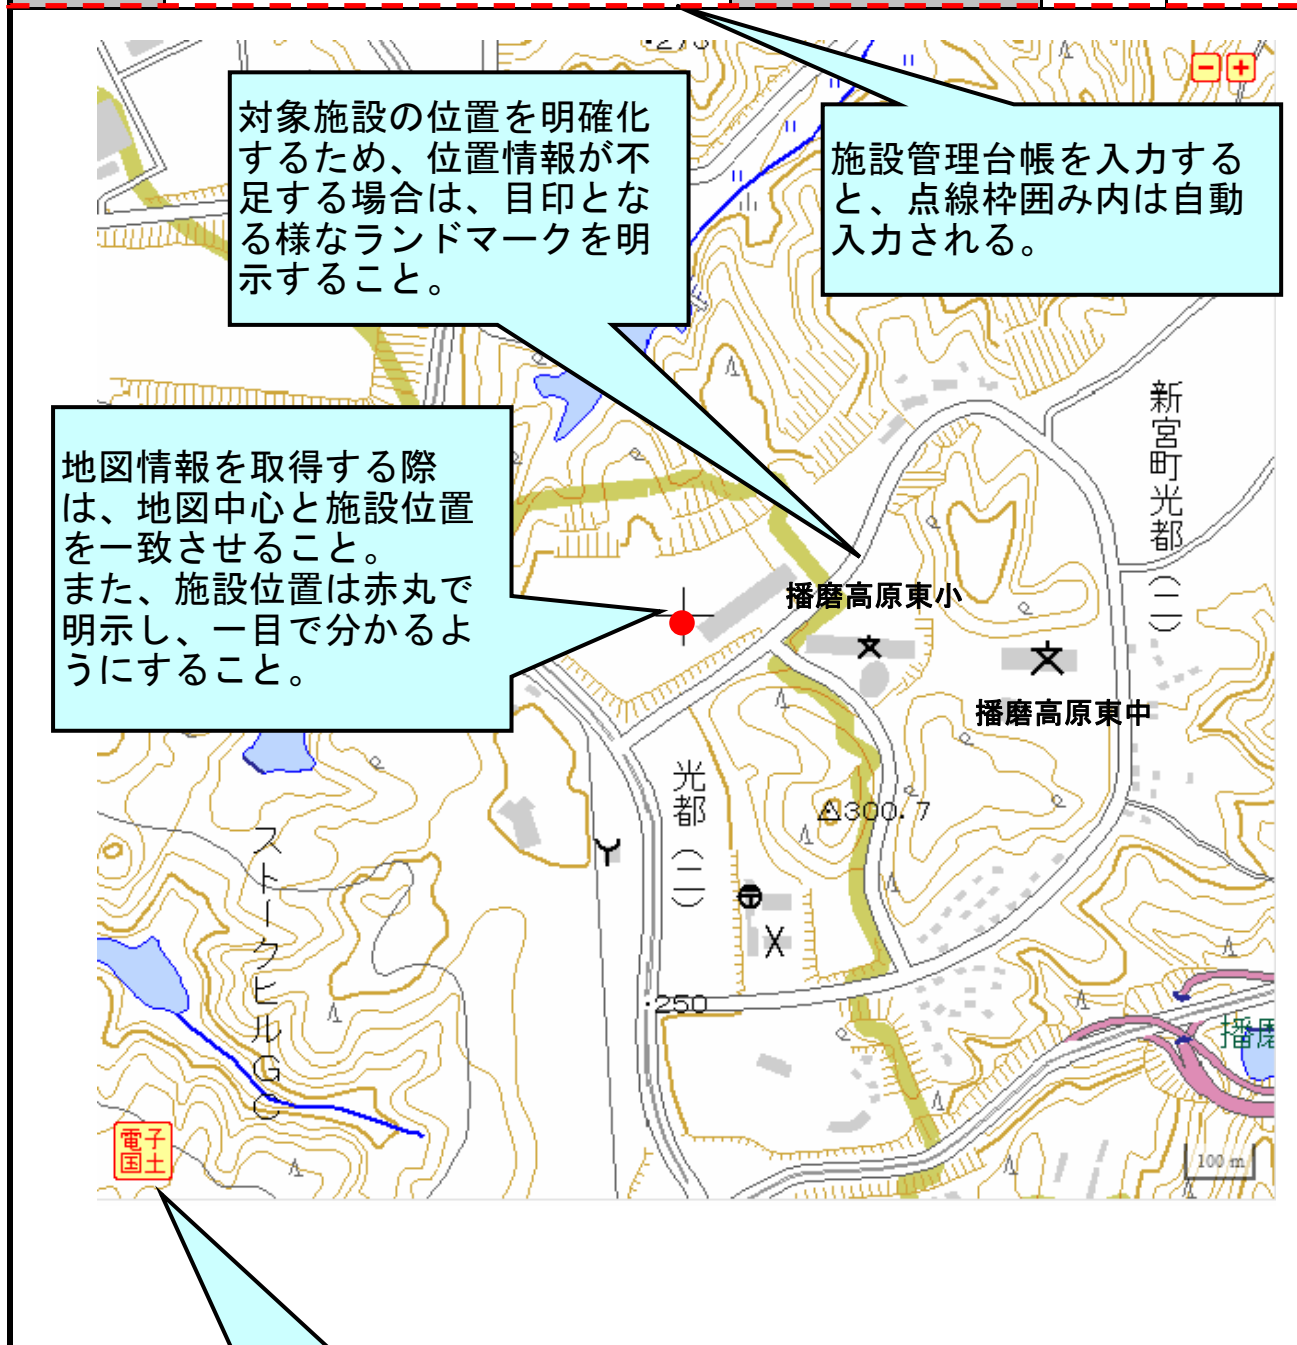 対象施設の位置を明確化
するため、位置情報が不
足する場合は、目印とな
る様なランドマークを明
示すること。
施設管理台帳を入力する
と、点線枠囲み内は自動
入力される。
地図情報を取得する際
は、地図中心と施設位置
を一致させること。
また、施設位置は赤丸で
明示し、一目で分かるよ
うにすること。
新宮町光都(二)
播磨高原東小
播磨高原東中
光都(二)
300.7
ストークヒルGC
250
播磨
電子
国土
100 m